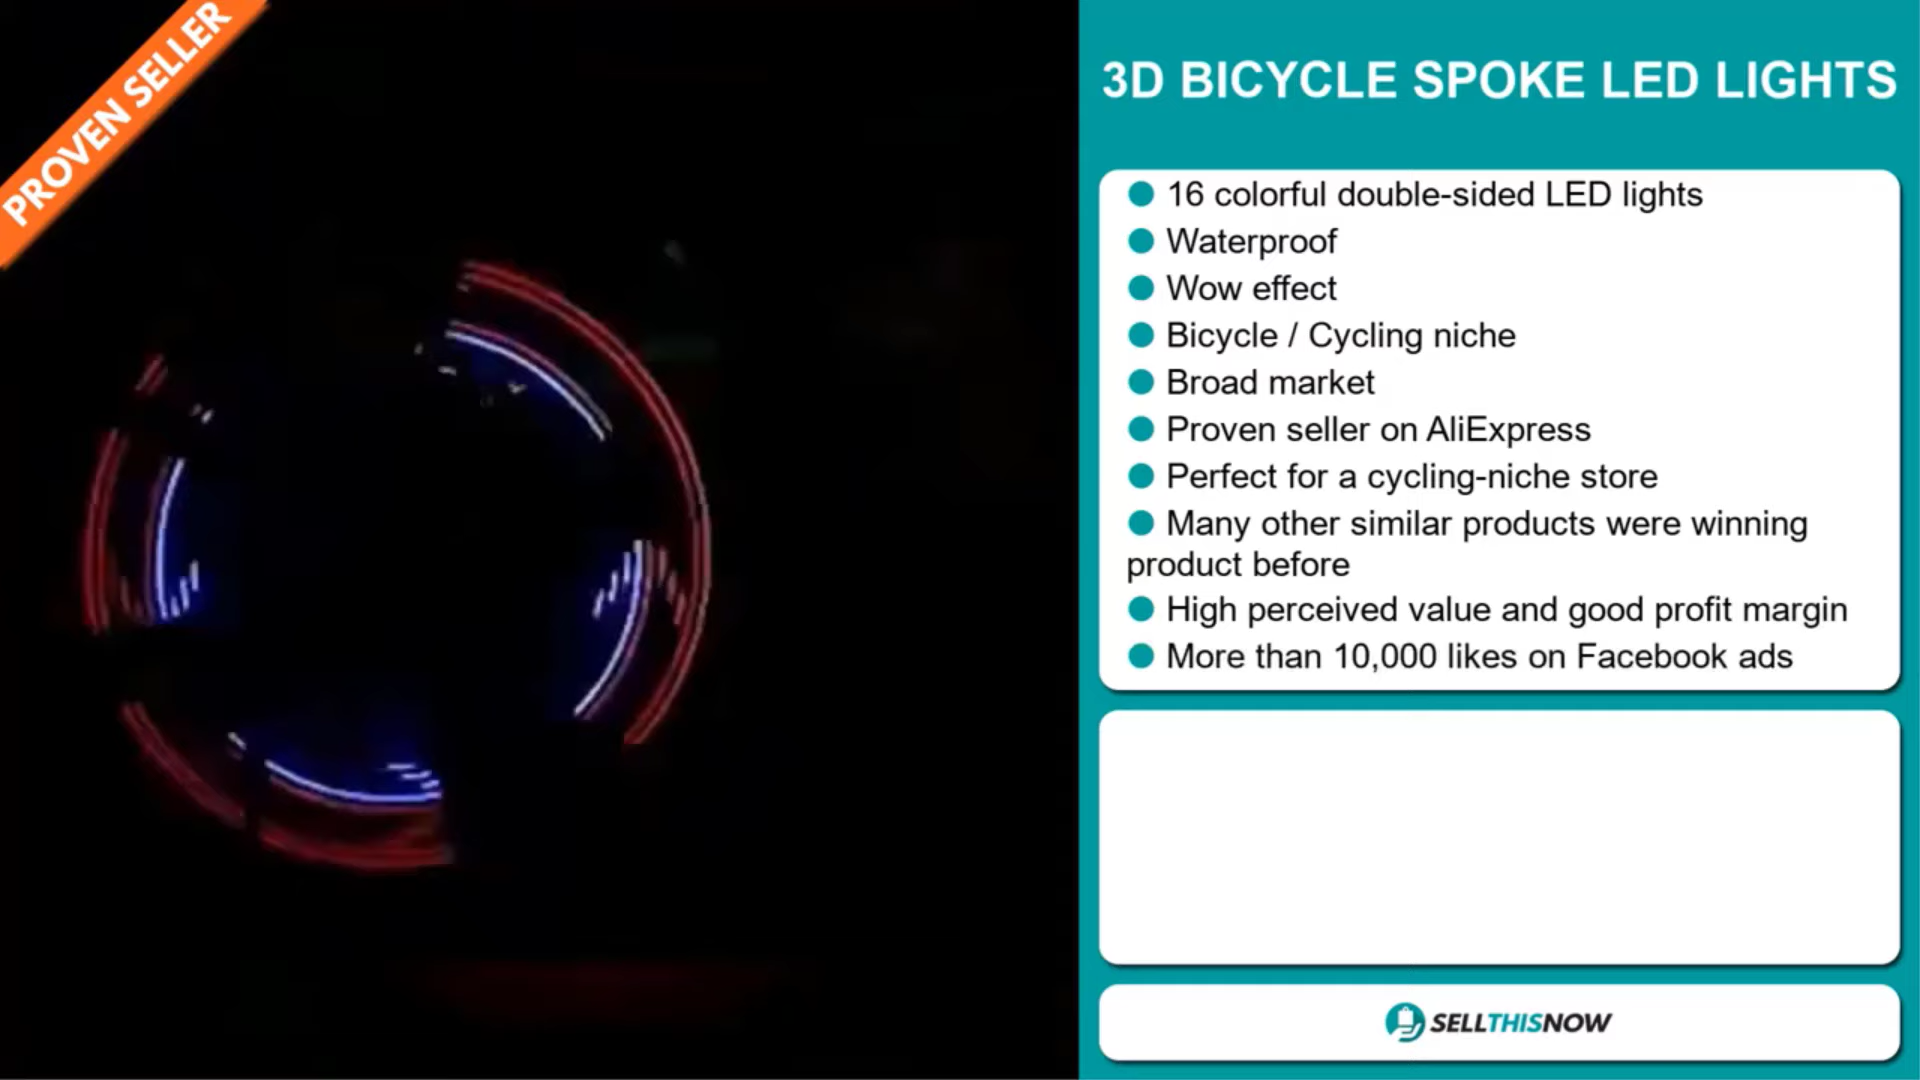 PROVEN SELLER
3D BICYCLE SPOKE LED LIGHTS
16 colorful double-sided LED lights
Waterproof
Wow effect
Bicycle / Cycling niche
Broad market
Proven seller on AliExpress
Perfect for a cycling-niche store
Many other similar products were winning
product before
High perceived value and good profit margin
More than 10,000 likes on Facebook ads
SELLTHISNOW